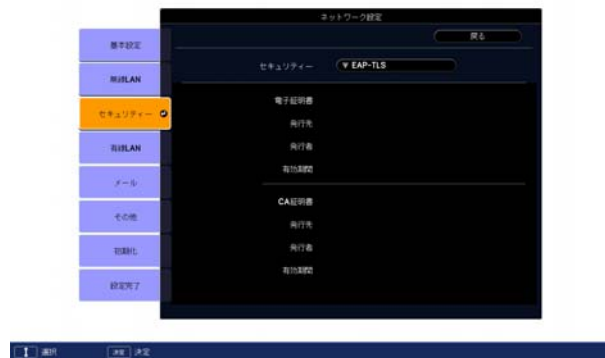 ネットワーク設定
戻る
基本設定
無線LAN
セキュリティー
有線LAN
メール
その他
初期化
設定完了
セキュリティー ▼ EAP-TLS
電子証明書
発行先
発行者
有効期間
CA証明書
発行先
発行者
有効期間
選択 決定 決定